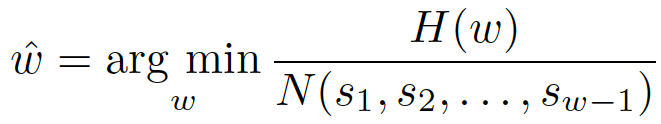 ŵ = arg min_w H(w) / N(s_1, s_2, . . . , s_{w−1})